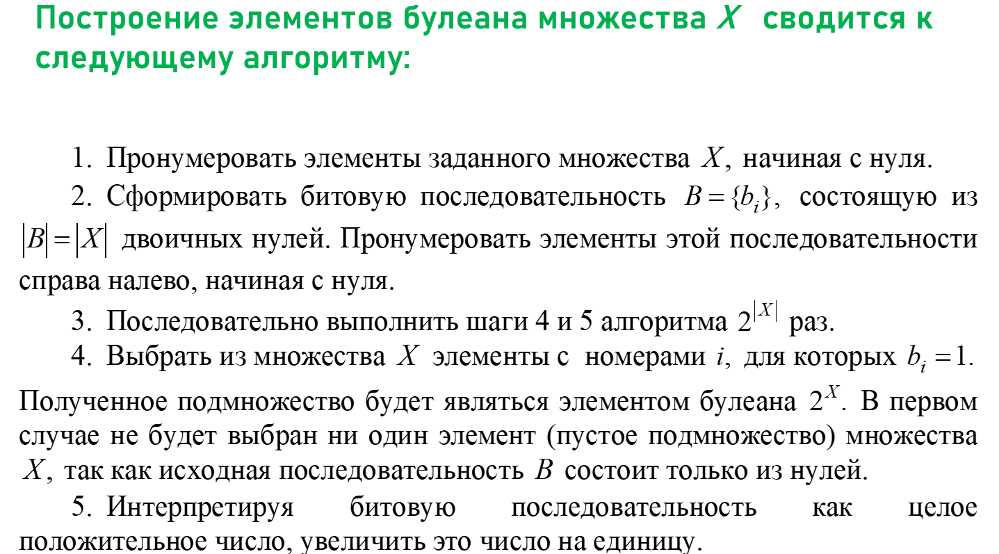 Построение элементов булеана множества X сводится к
следующему алгоритму:
1. Пронумеровать элементы заданного множества X, начиная с нуля.
2. Сформировать битовую последовательность B = {b_i}, состоящую из
|B| = |X| двоичных нулей. Пронумеровать элементы этой последовательности
справа налево, начиная с нуля.
3. Последовательно выполнить шаги 4 и 5 алгоритма 2^{|X|} раз.
4. Выбрать из множества X элементы с номерами i, для которых b_i = 1.
Полученное подмножество будет являться элементом булеана 2^X. В первом
случае не будет выбран ни один элемент (пустое подмножество) множества
X, так как исходная последовательность B состоит только из нулей.
5. Интерпретируя битовую последовательность как целое
положительное число, увеличить это число на единицу.